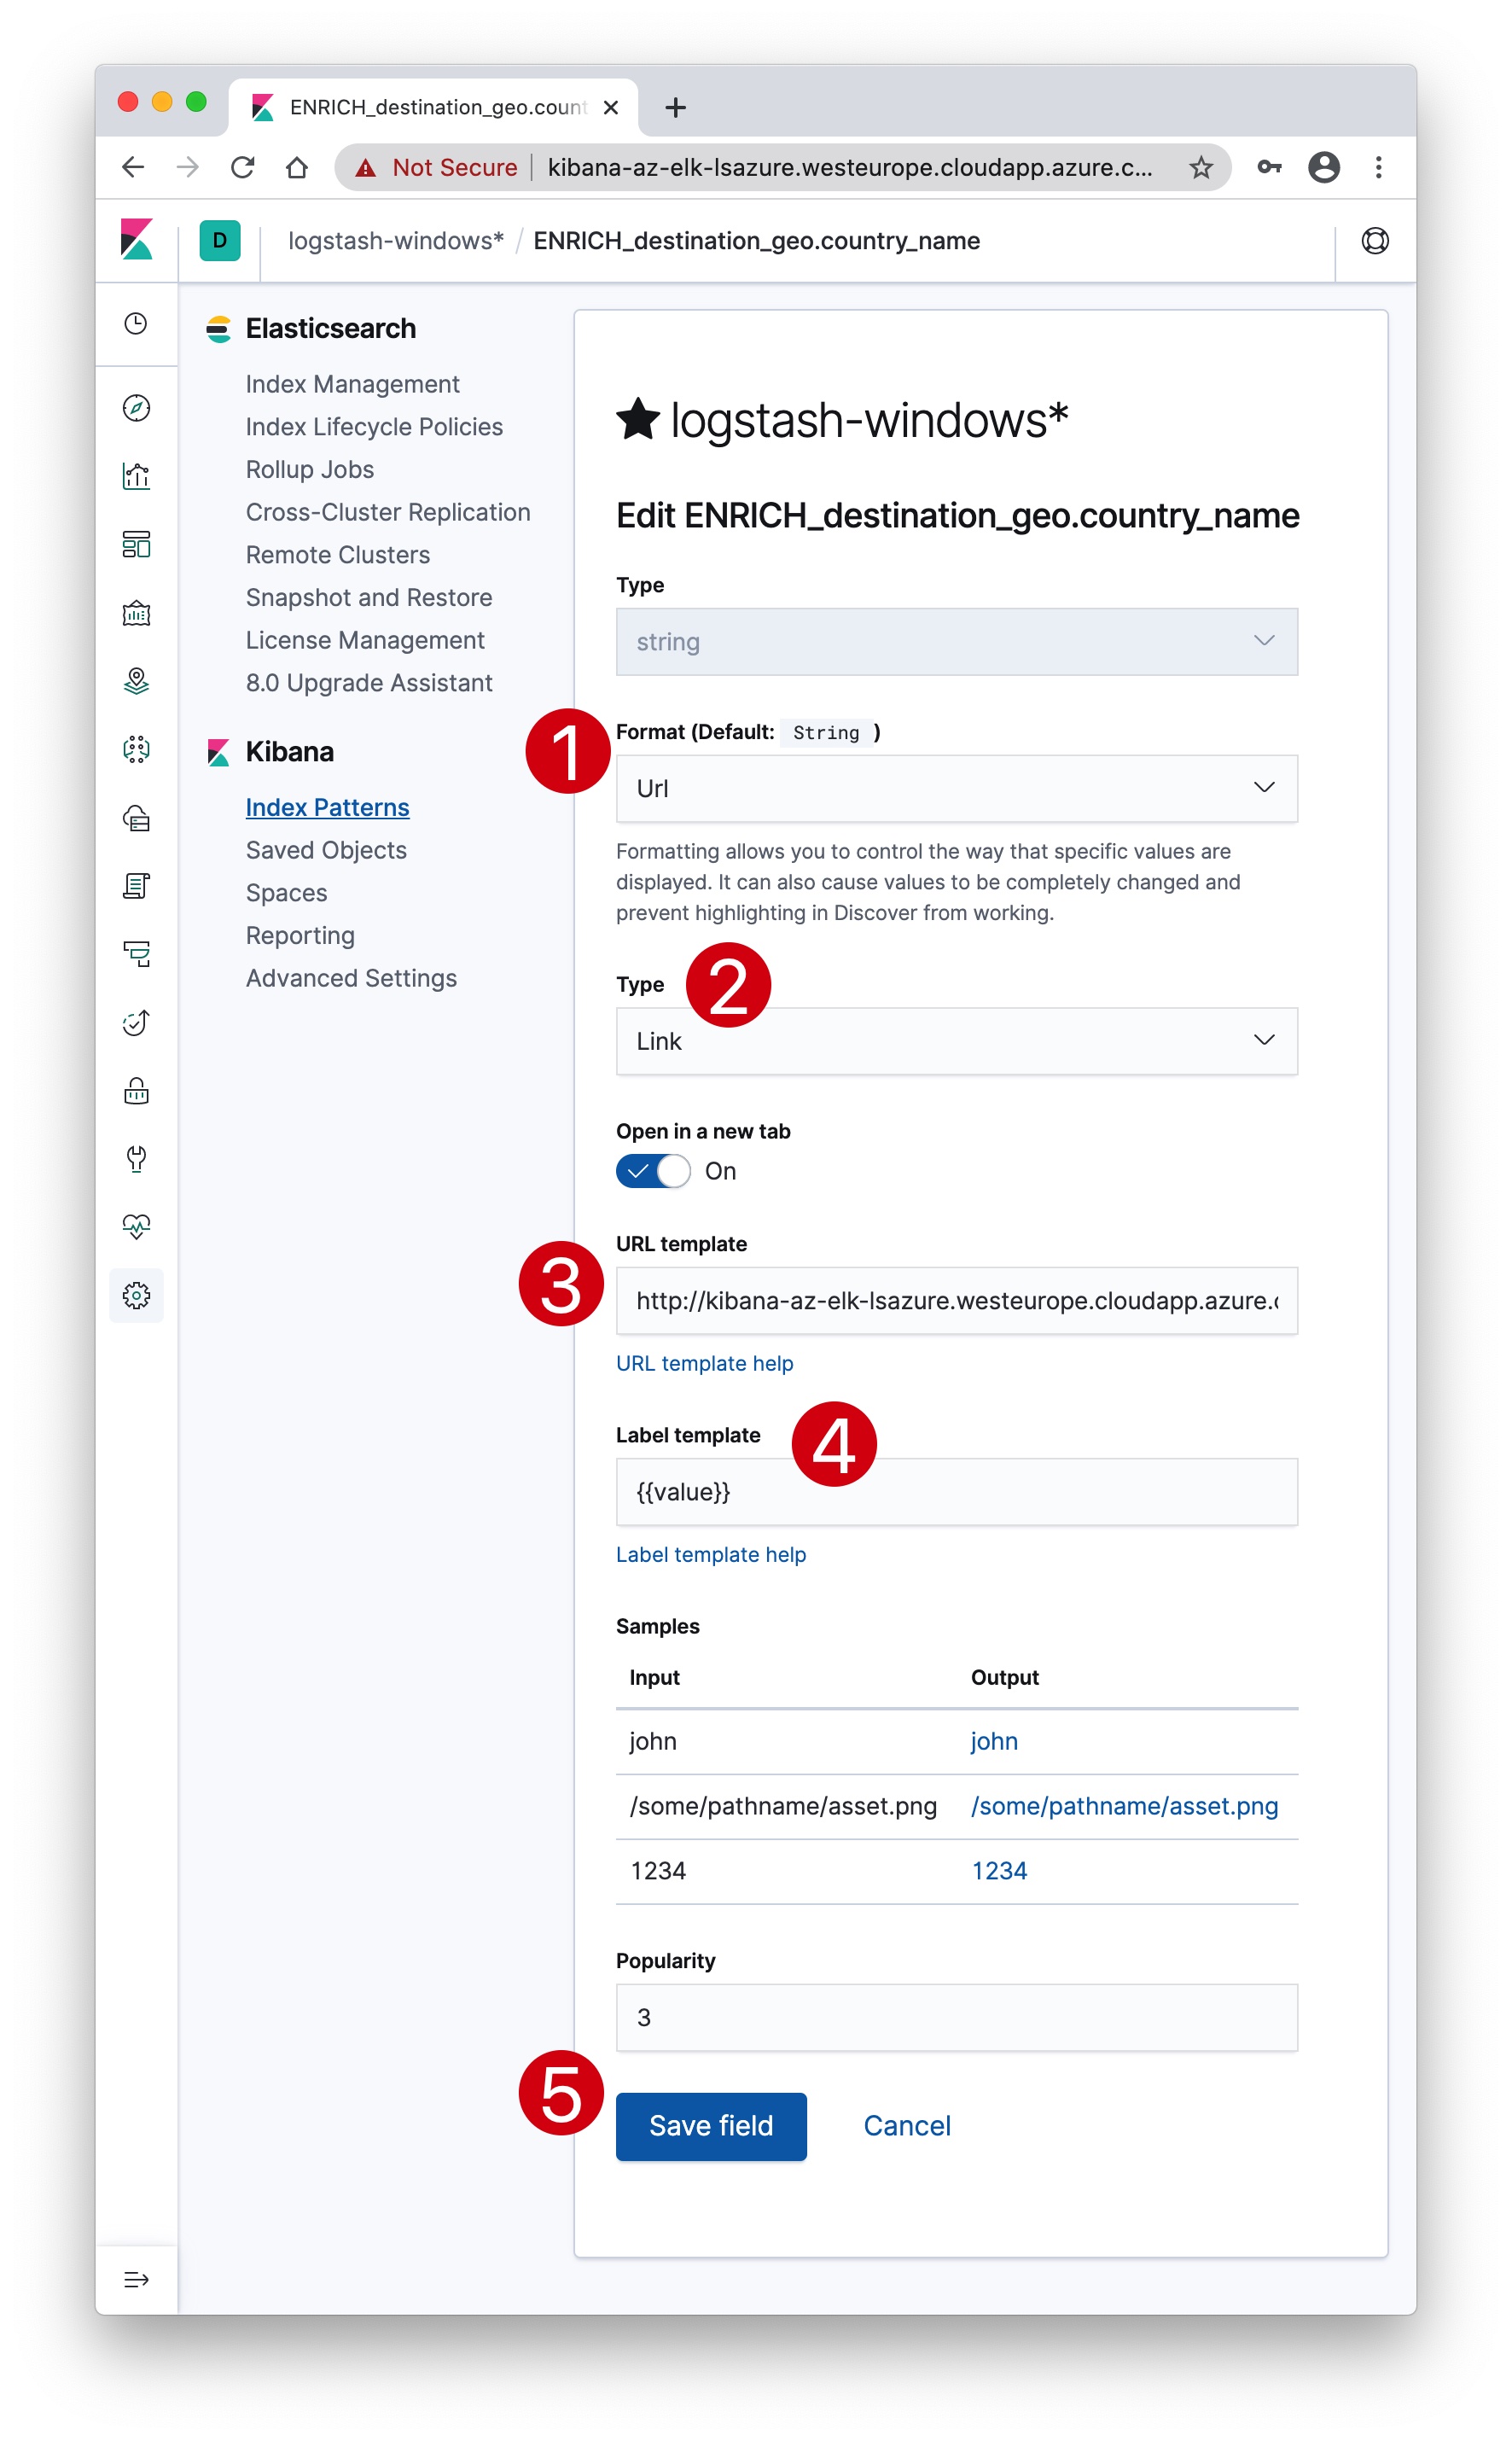 ENRICH_destination_geo.count
Not Secure
kibana-az-elk-lsazure.westeurope.cloudapp.azure.c...
D
logstash-windows* / ENRICH_destination_geo.country_name
Elasticsearch
Index Management
Index Lifecycle Policies
Rollup Jobs
Cross-Cluster Replication
Remote Clusters
Snapshot and Restore
License Management
8.0 Upgrade Assistant
Kibana
Index Patterns
Saved Objects
Spaces
Reporting
Advanced Settings
logstash-windows*
Edit ENRICH_destination_geo.country_name
Type
string
1
Format (Default: String )
Url
Formatting allows you to control the way that specific values are
displayed. It can also cause values to be completely changed and
prevent highlighting in Discover from working.
Type
2
Link
Open in a new tab
On
3
URL template
http://kibana-az-elk-lsazure.westeurope.cloudapp.azure.c
URL template help
Label template
4
{{value}}
Label template help
Samples
Input Output
john john
/some/pathname/asset.png /some/pathname/asset.png
1234 1234
Popularity
3
5
Save field
Cancel